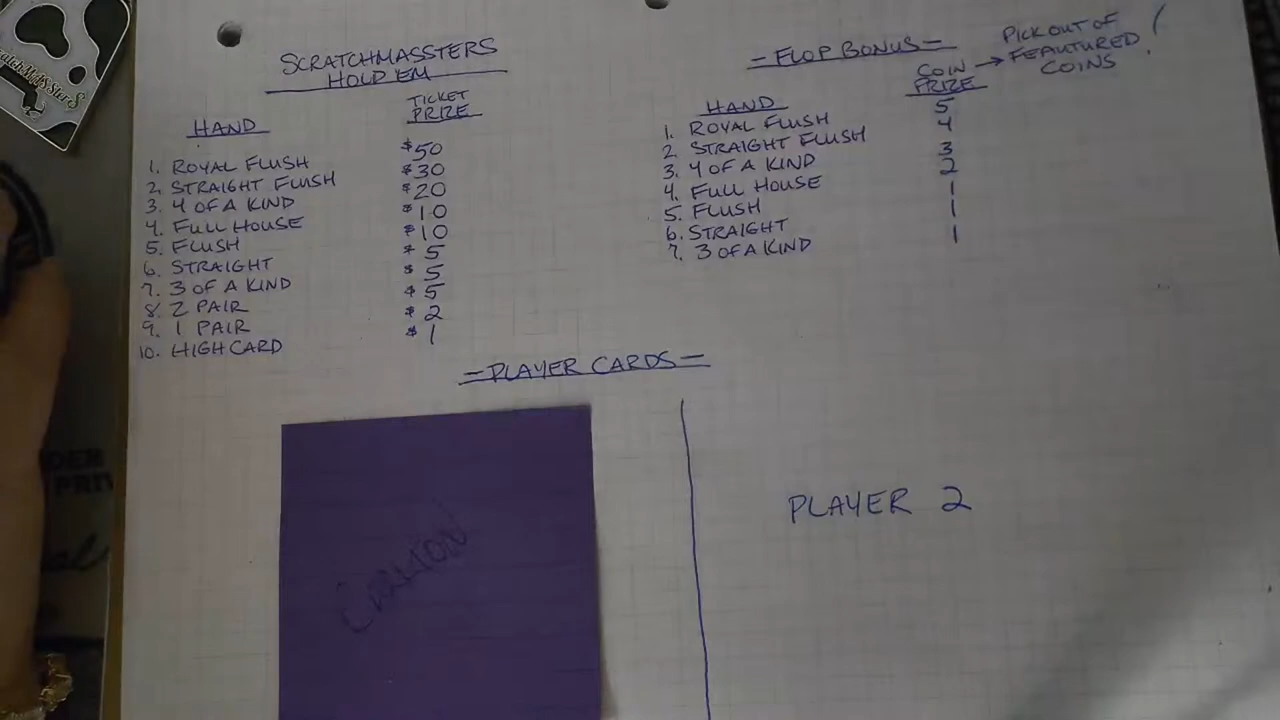 ScratchMASSterS
SCRATCHMASSTERS
HOLD'EM
HAND
TICKET
PRIZE
1. ROYAL FLUSH $50
2. STRAIGHT FLUSH $30
3. 4 OF A KIND $20
4. FULL HOUSE $10
5. FLUSH $10
6. STRAIGHT $5
7. 3 OF A KIND $5
8. 2 PAIR $5
9. 1 PAIR $2
10. HIGH CARD $1
- FLOP BONUS -
HAND
COIN
PRIZE
→ PICK OUT OF
FEAUTURED
COINS !
1. ROYAL FLUSH 5
2. STRAIGHT FLUSH 4
3. 4 OF A KIND 3
4. FULL HOUSE 2
5. FLUSH 1
6. STRAIGHT 1
7. 3 OF A KIND 1
- PLAYER CARDS -
PLAYER 2